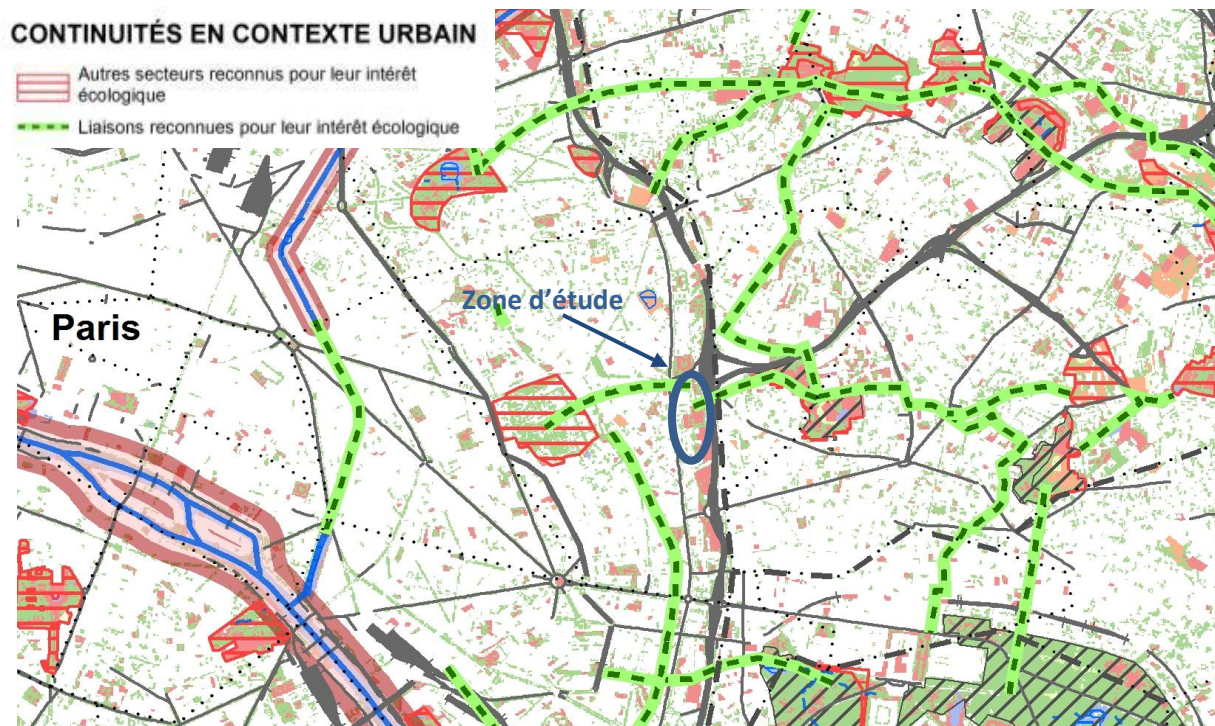 CONTINUITÉS EN CONTEXTE URBAIN
Autres secteurs reconnus pour leur intérêt
écologique
Liaisons reconnues pour leur intérêt écologique
Zone d'étude
Paris